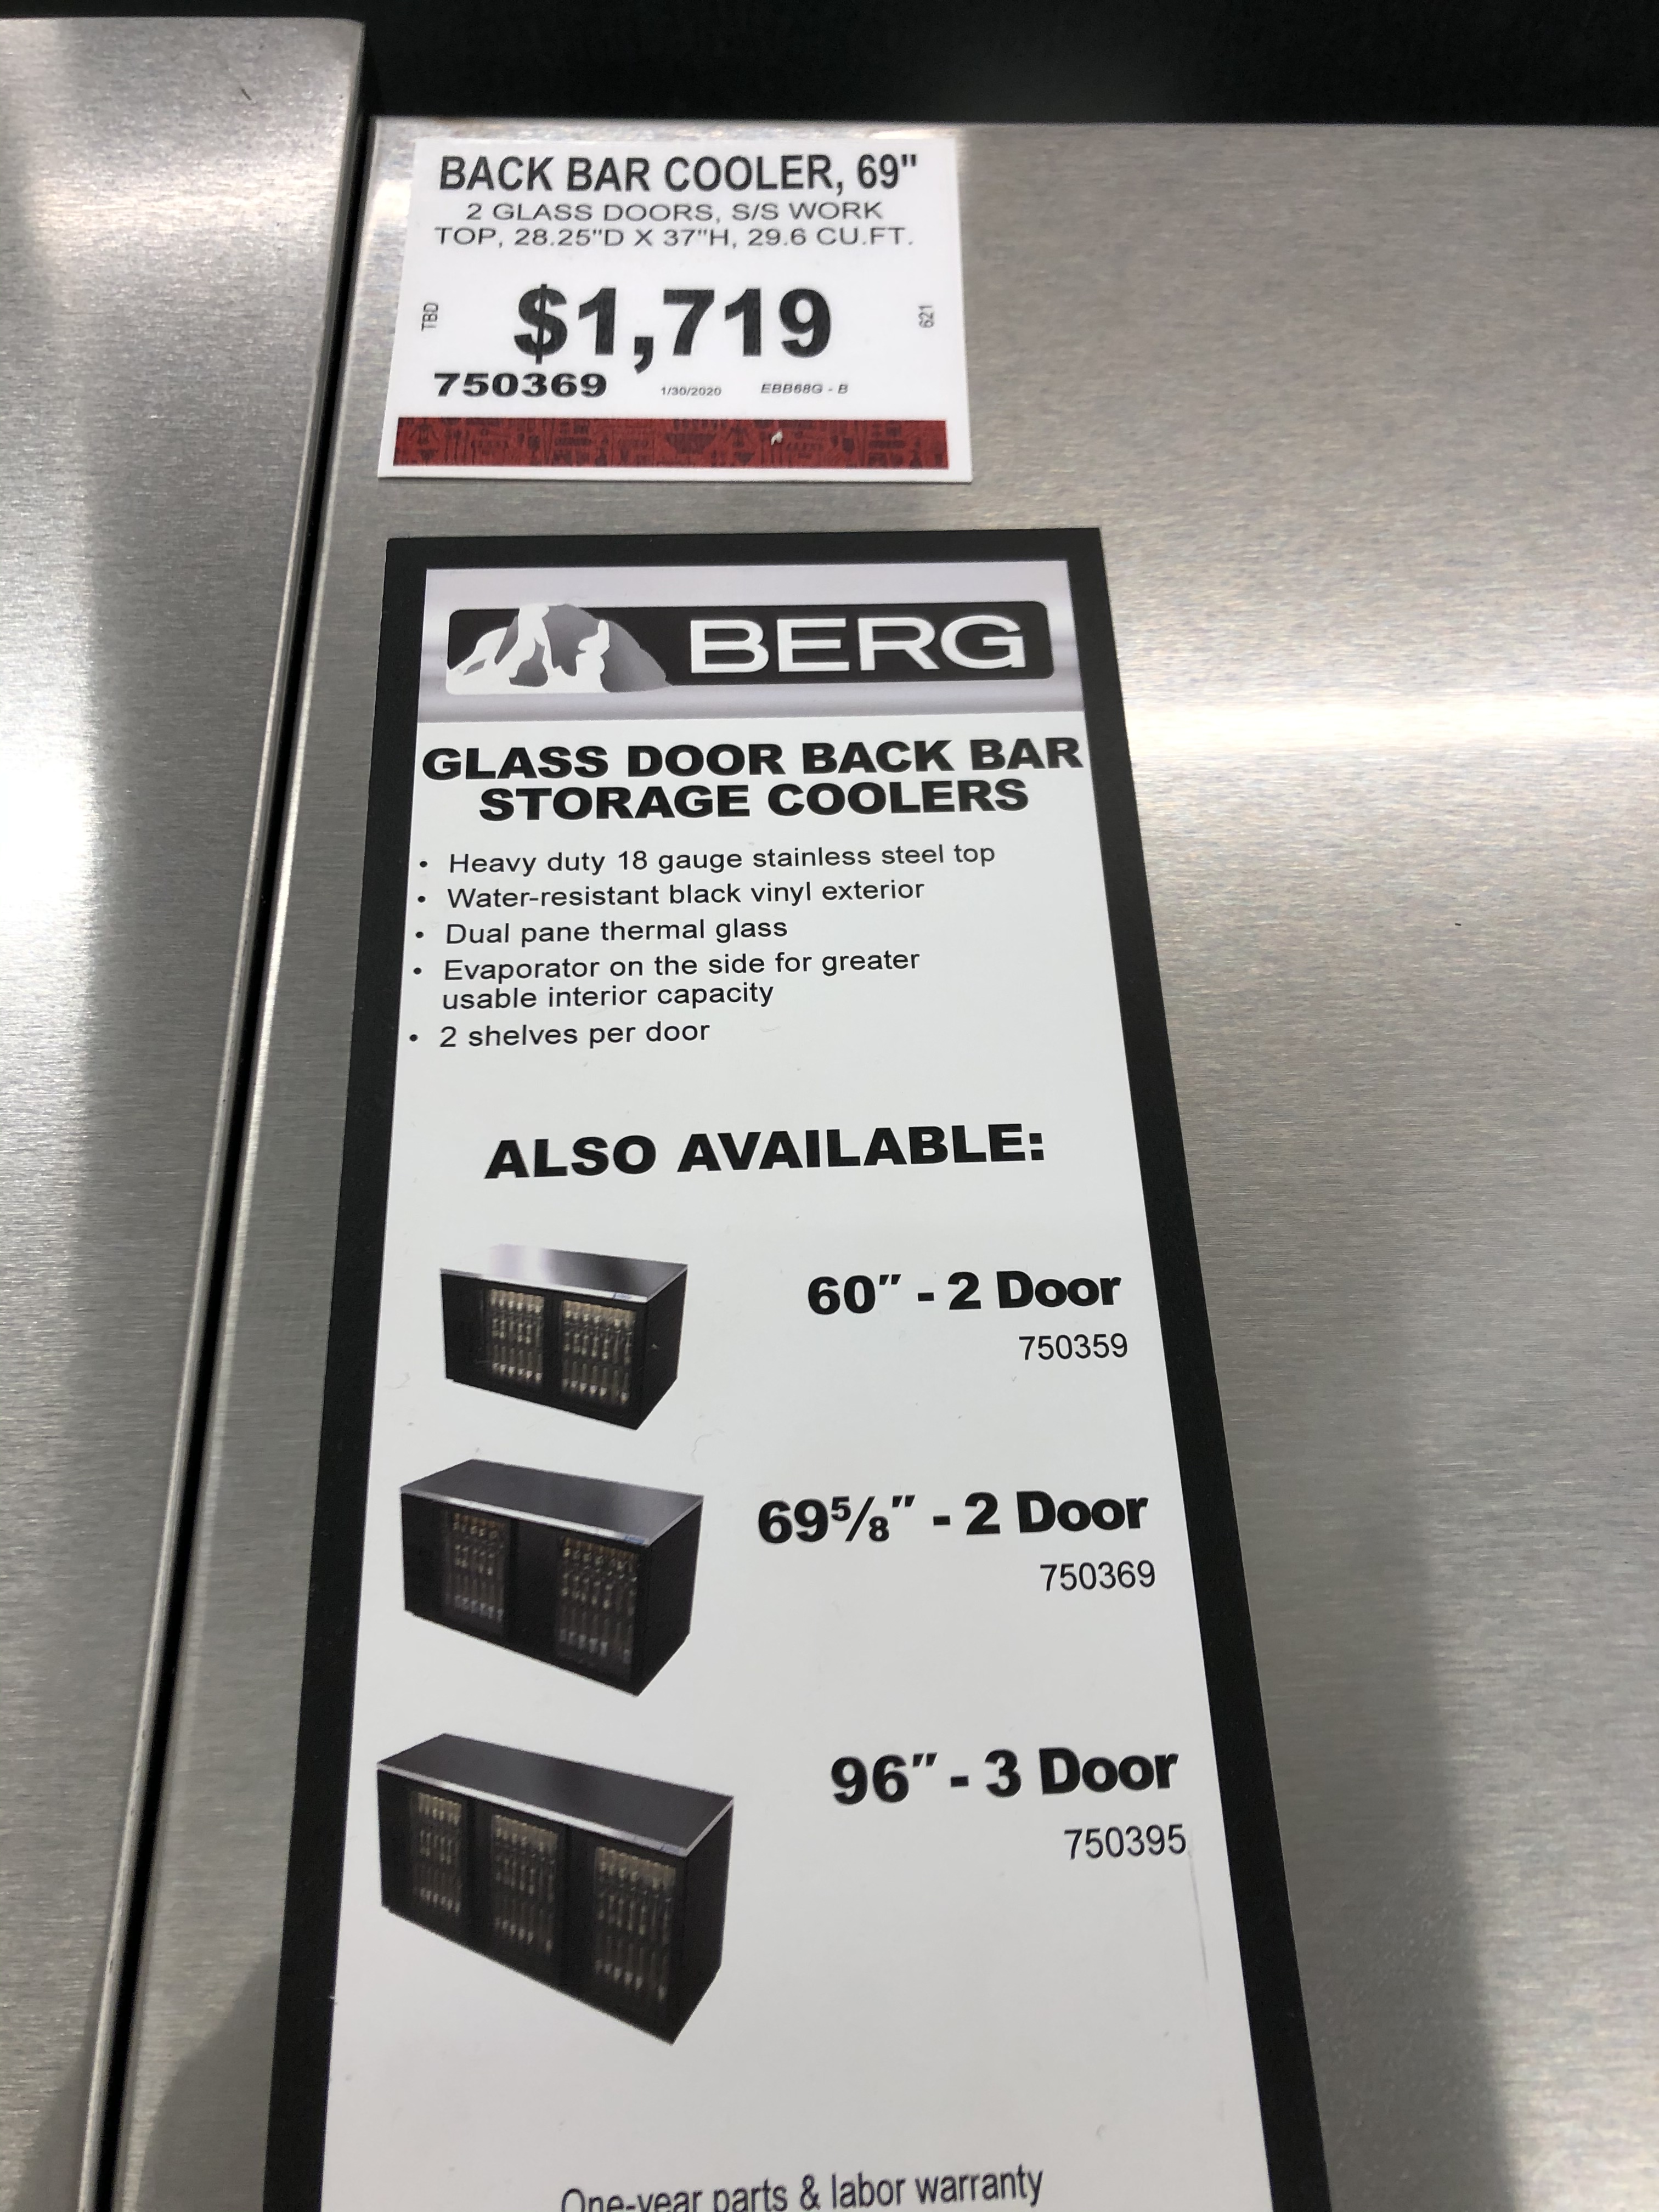 BACK BAR COOLER, 69"
2 GLASS DOORS, S/S WORK
TOP, 28.25"D X 37"H, 29.6 CU.FT.
TBD
$1,719
621
750369
1/30/2020
EBB68G - B
BERG
GLASS DOOR BACK BAR
STORAGE COOLERS
• Heavy duty 18 gauge stainless steel top
• Water-resistant black vinyl exterior
• Dual pane thermal glass
• Evaporator on the side for greater
usable interior capacity
• 2 shelves per door
ALSO AVAILABLE:
60″ - 2 Door
750359
69⅝″ - 2 Door
750369
96″ - 3 Door
750395
One-year parts & labor warranty